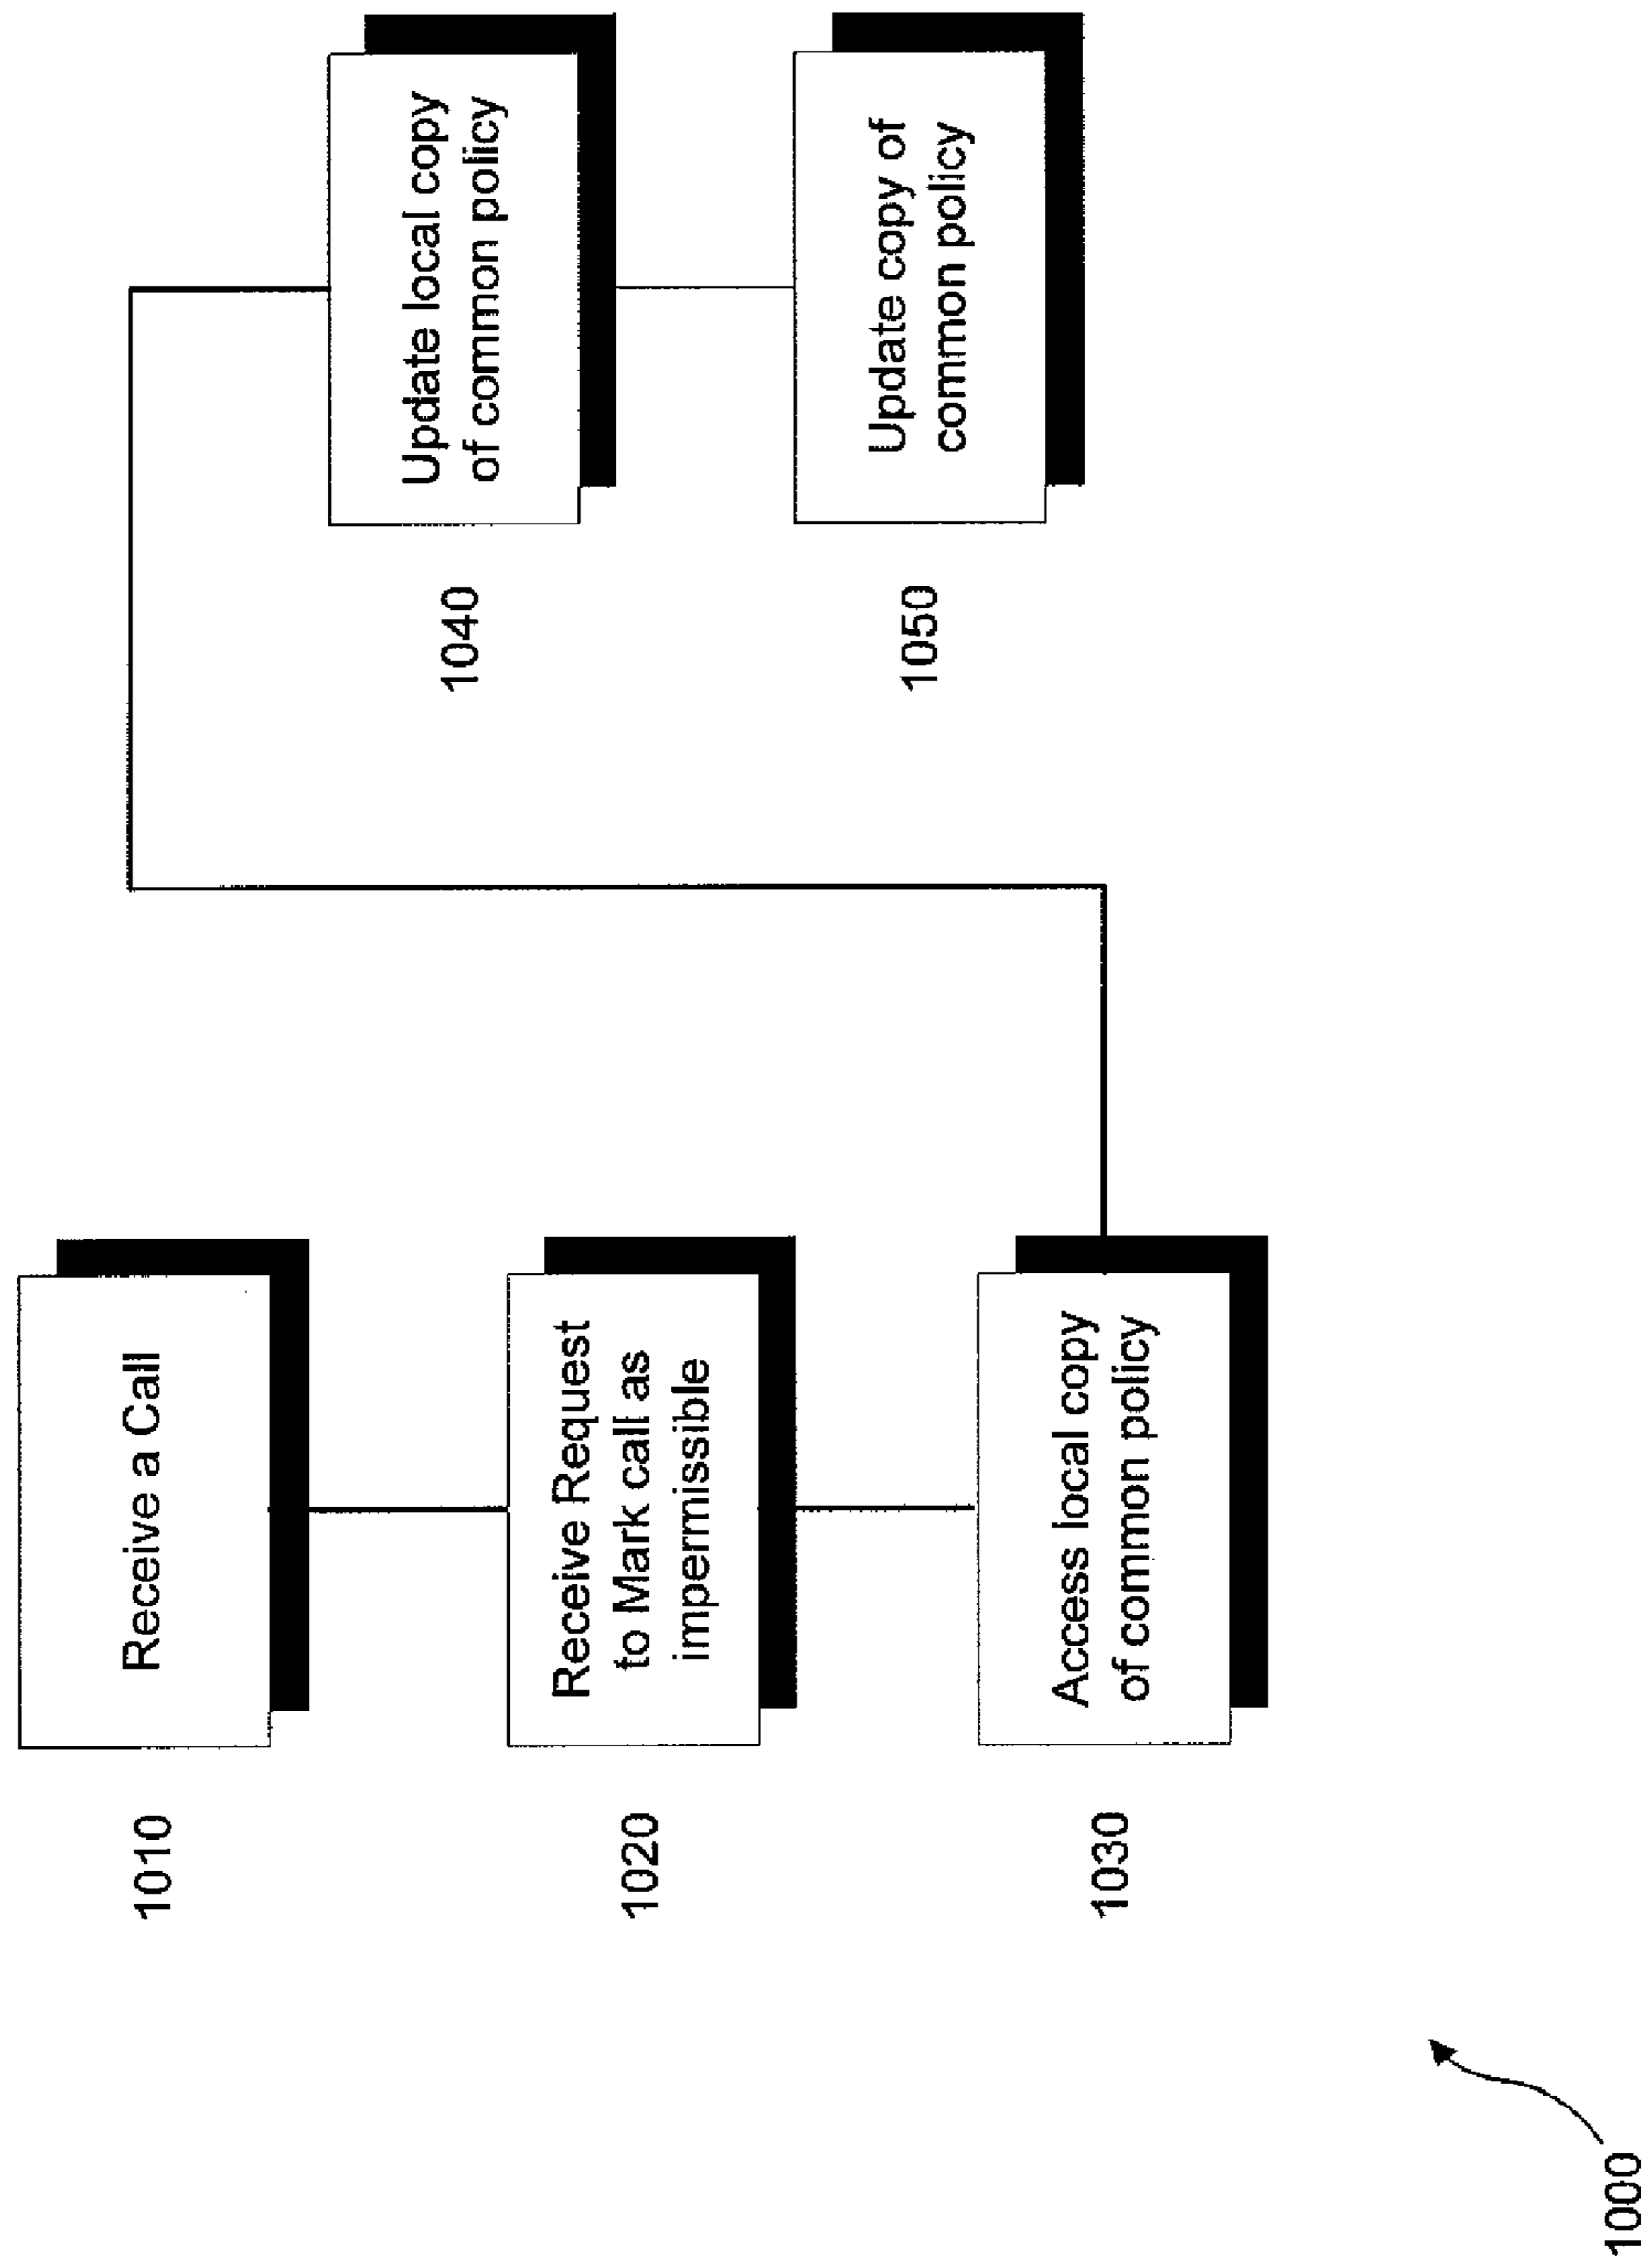 1010
Receive a Call
1020
Receive Request
to Mark call as
impermissible
1030
Access local copy
of common policy
1040
Update local copy
of common policy
1050
Update copy of
common policy
1000